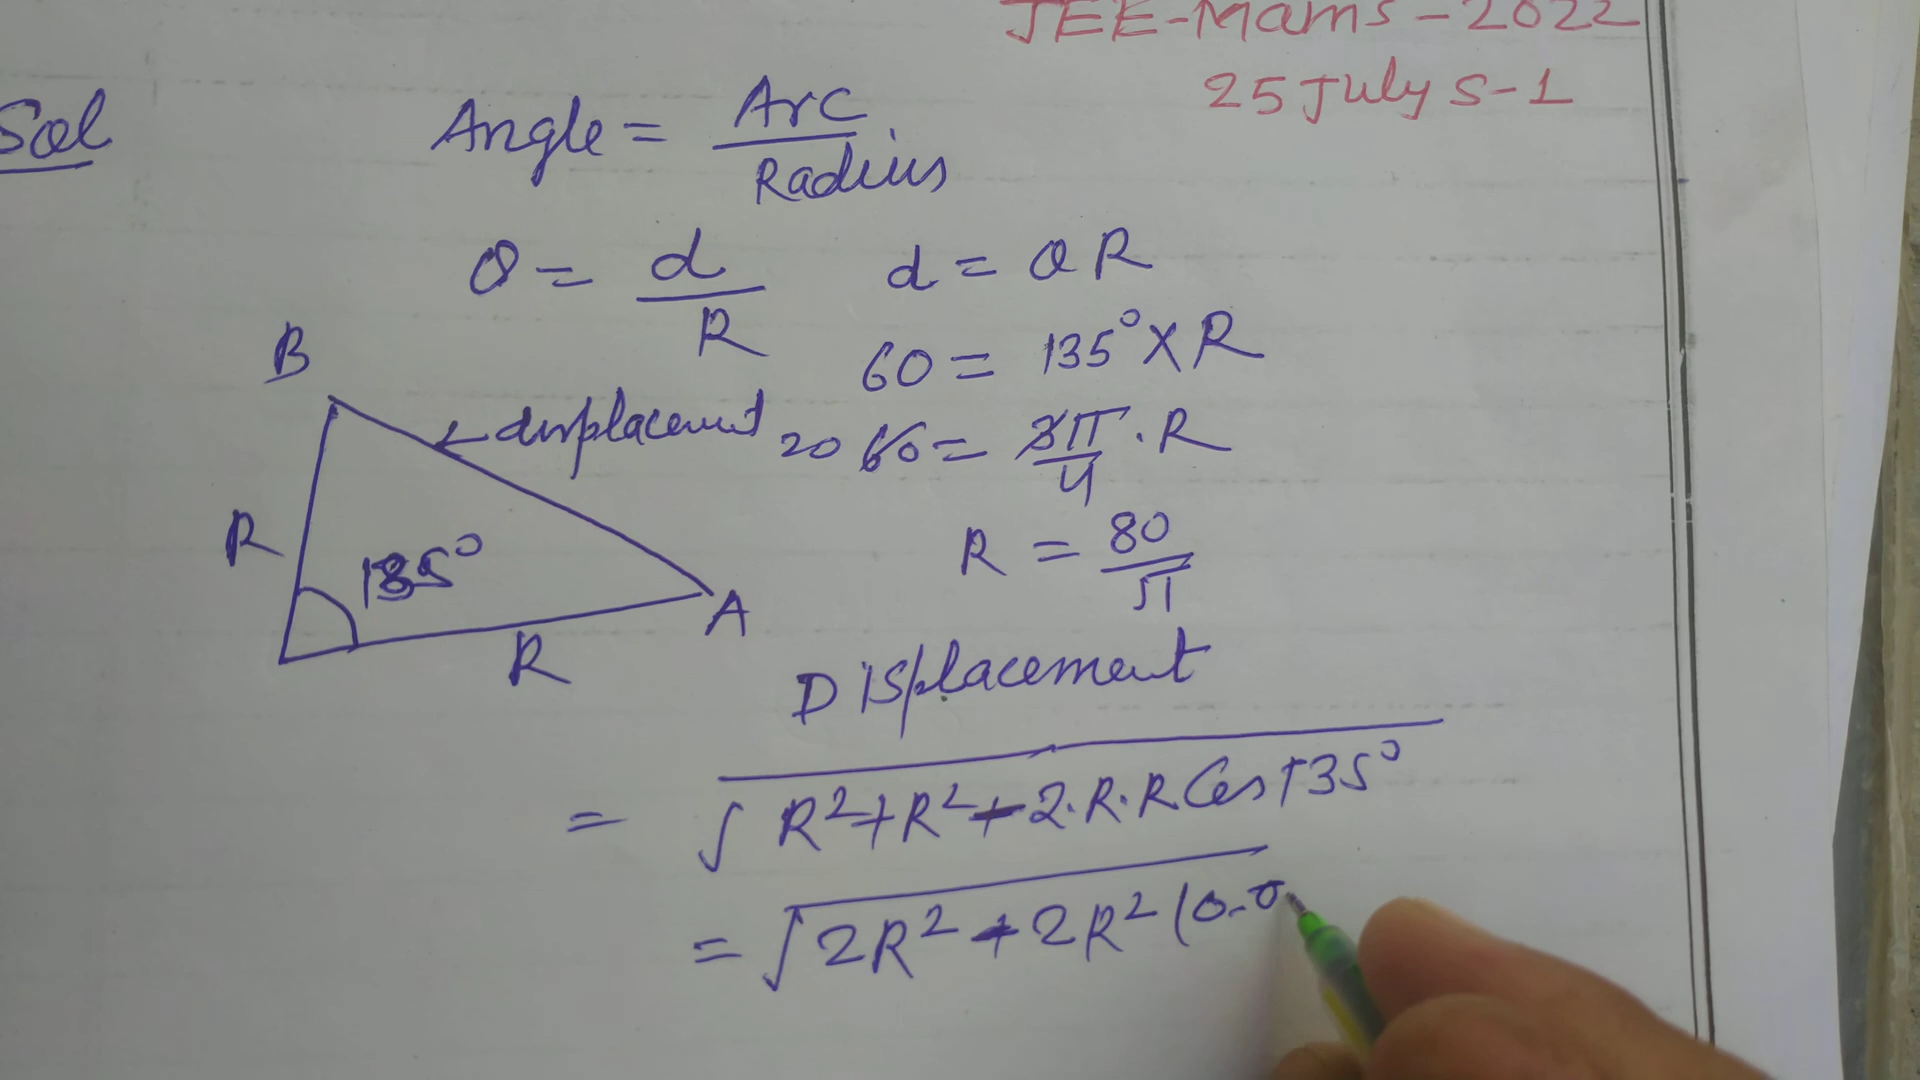 JEE-Mains-2022
25 July S-1
Sol
Angle = Arc / Radius
θ = d / R
d = θR
B
60 = 135° × R
displacement
20 60 = 3π/4 . R
R
135°
R = 80/π
A
R
Displacement
= √R²+R²-2.R.R Cos 135°
= √2R² - 2R² (0.